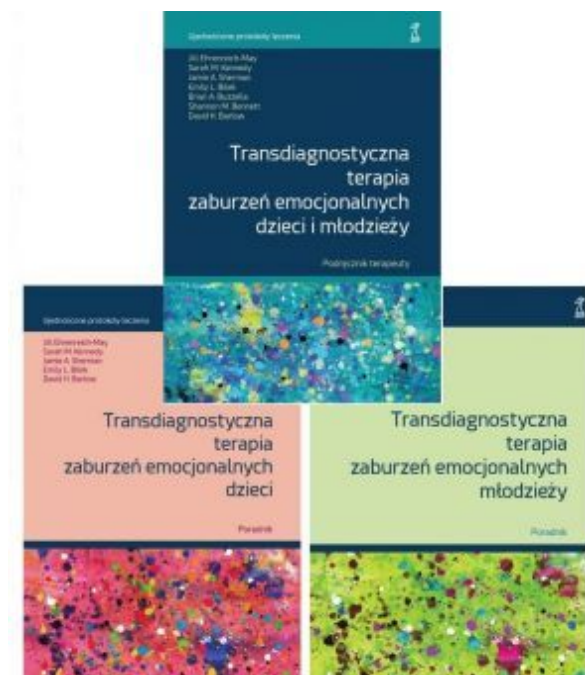 Ujednolicone protokoły leczenia
Jill Ehrenreich-May
Sarah M. Kennedy
Jamie A. Sherman
Emily L. Bilek
Brian A. Buzzella
Shannon M. Bennett
David H. Barlow
Transdiagnostyczna
terapia
zaburzeń emocjonalnych
dzieci i młodzieży
Podręcznik terapeuty
Ujednolicone protokoły leczenia
Jill Ehrenreich-May
Sarah M. Kennedy
Jamie A. Sherman
Emily L. Bilek
David H. Barlow
Transdiagnostyczna
terapia
zaburzeń emocjonalnych
dzieci
Poradnik
Transdiagnostyczna
terapia
zaburzeń emocjonalnych
młodzieży
Poradnik